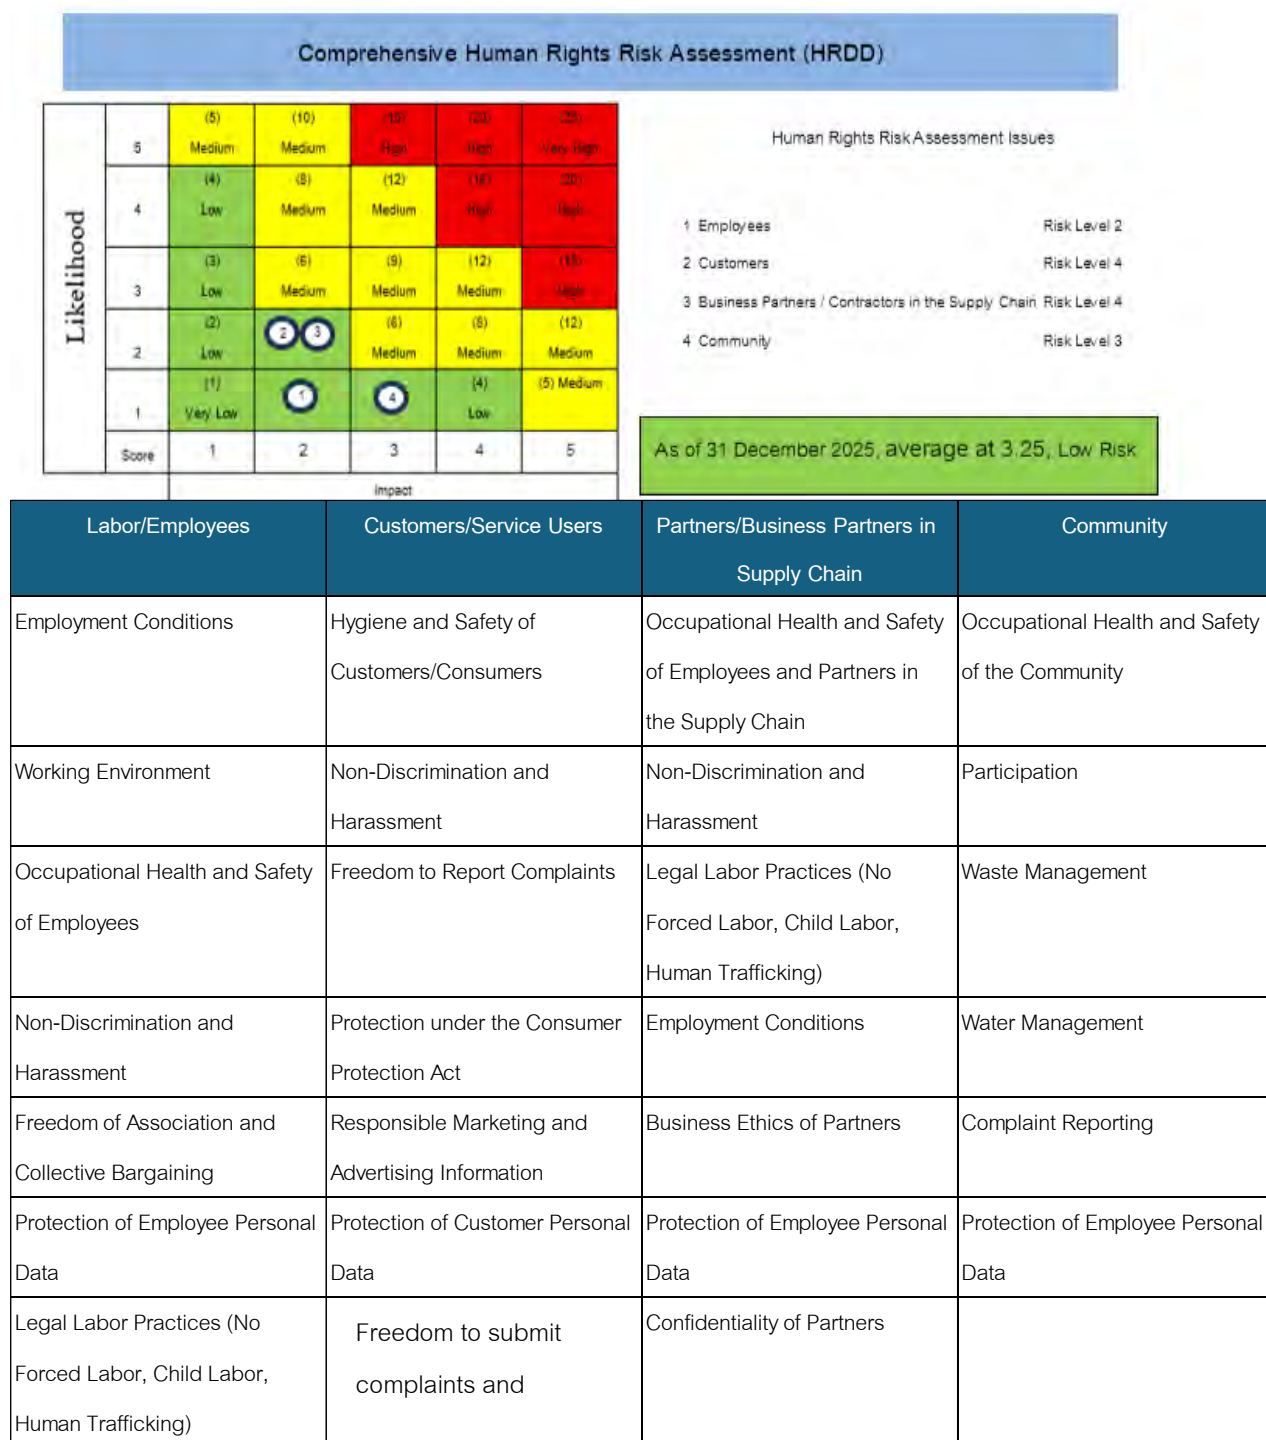 Comprehensive Human Rights Risk Assessment (HRDD)
Likelihood
5
(5)
Medium
(10)
Medium
(15)
High
(20)
High
(25)
Very High
4
(4)
Low
(8)
Medium
(12)
Medium
(16)
High
(20)
High
3
(3)
Low
(6)
Medium
(9)
Medium
(12)
Medium
(15)
High
2
(2)
Low
2
3
(6)
Medium
(8)
Medium
(12)
Medium
1
(1)
Very Low
1
4
(4)
Low
(5) Medium
Score
1
2
3
4
5
Impact
Human Rights Risk Assessment Issues
1 Employees Risk Level 2
2 Customers Risk Level 4
3 Business Partners / Contractors in the Supply Chain Risk Level 4
4 Community Risk Level 3
As of 31 December 2025, average at 3.25, Low Risk
Labor/Employees
Customers/Service Users
Partners/Business Partners in
Supply Chain
Community
Employment Conditions
Hygiene and Safety of
Customers/Consumers
Occupational Health and Safety
of Employees and Partners in
the Supply Chain
Occupational Health and Safety
of the Community
Working Environment
Non-Discrimination and
Harassment
Non-Discrimination and
Harassment
Participation
Occupational Health and Safety
of Employees
Freedom to Report Complaints
Legal Labor Practices (No
Forced Labor, Child Labor,
Human Trafficking)
Waste Management
Non-Discrimination and
Harassment
Protection under the Consumer
Protection Act
Employment Conditions
Water Management
Freedom of Association and
Collective Bargaining
Responsible Marketing and
Advertising Information
Business Ethics of Partners
Complaint Reporting
Protection of Employee Personal
Data
Protection of Customer Personal
Data
Protection of Employee Personal
Data
Protection of Employee Personal
Data
Legal Labor Practices (No
Forced Labor, Child Labor,
Human Trafficking)
Freedom to submit
complaints and
Confidentiality of Partners